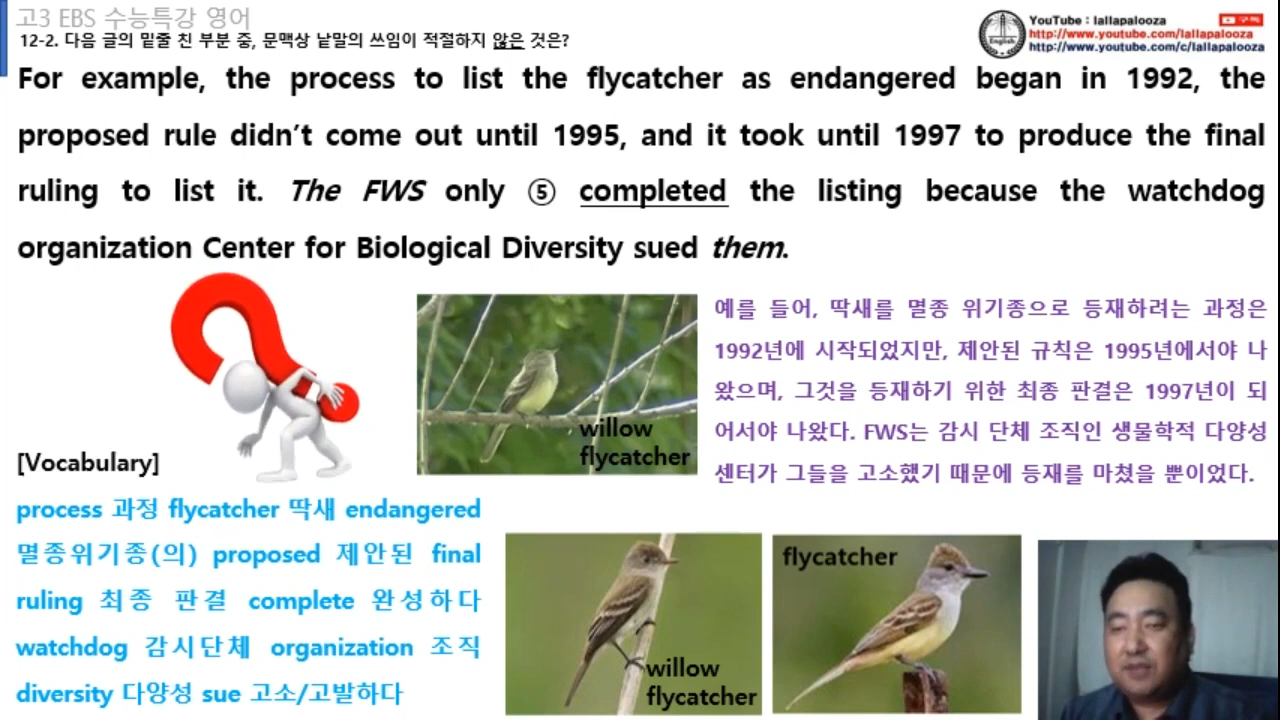 고3 EBS 수능특강 영어
12-2. 다음 글의 밑줄 친 부분 중, 문맥상 낱말의 쓰임이 적절하지 않은 것은?
YouTube : lallapalooza
구독
http://www.youtube.com/lallapalooza
http://www.youtube.com/c/lallapalooza
English
For example, the process to list the flycatcher as endangered began in 1992, the
proposed rule didn't come out until 1995, and it took until 1997 to produce the final
ruling to list it. The FWS only ⑤ completed the listing because the watchdog
organization Center for Biological Diversity sued them.
willow
flycatcher
예를 들어, 딱새를 멸종 위기종으로 등재하려는 과정은
1992년에 시작되었지만, 제안된 규칙은 1995년에서야 나
왔으며, 그것을 등재하기 위한 최종 판결은 1997년이 되
어서야 나왔다. FWS는 감시 단체 조직인 생물학적 다양성
센터가 그들을 고소했기 때문에 등재를 마쳤을 뿐이었다.
[Vocabulary]
process 과정 flycatcher 딱새 endangered
멸종위기종(의) proposed 제안된 final
ruling 최종 판결 complete 완성하다
watchdog 감시단체 organization 조직
diversity 다양성 sue 고소/고발하다
willow
flycatcher
flycatcher